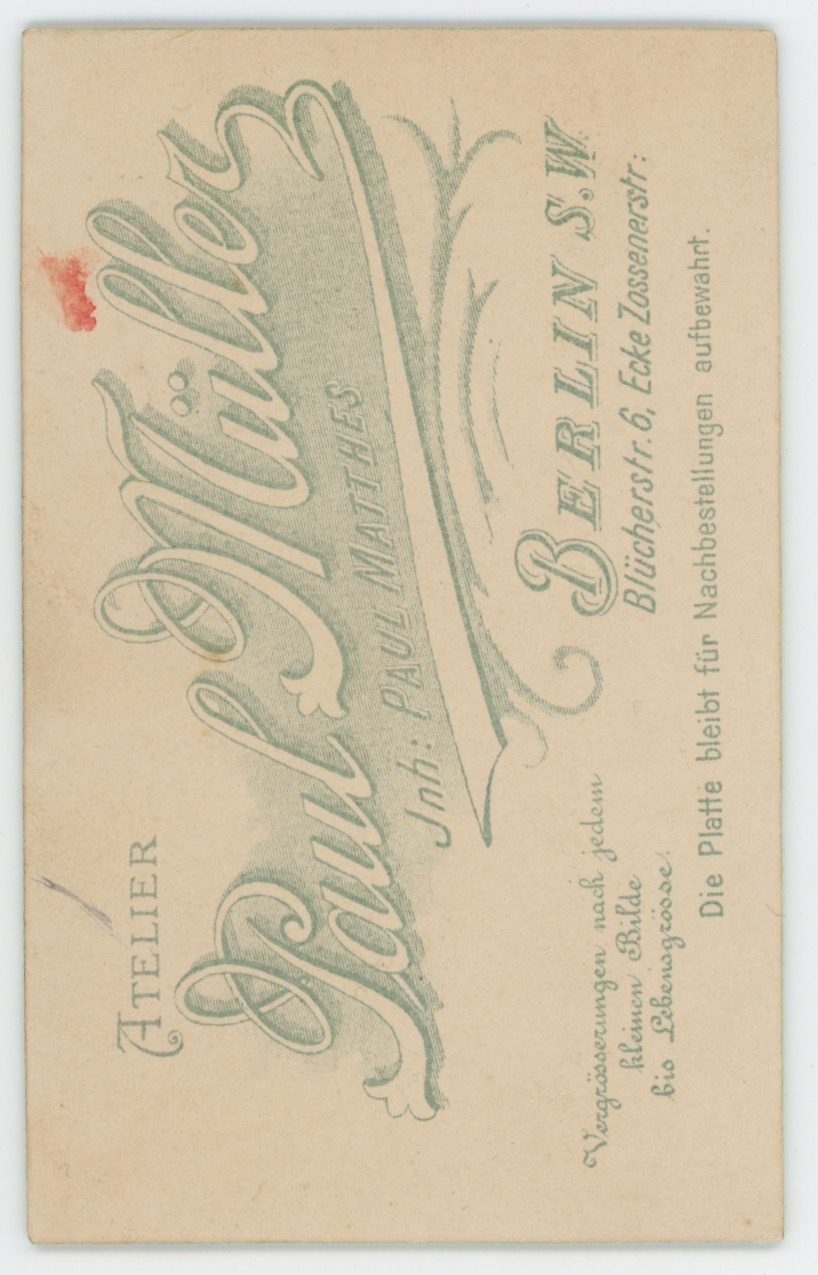 ATELIER
Paul Müller
Jnh: PAUL MATTHES
BERLIN S.W.
Blücherstr. 6, Ecke Zossenerstr:
Vergrösserungen nach jedem
kleinen Bilde
bis Lebensgrösse.
Die Platte bleibt für Nachbestellungen aufbewahrt.